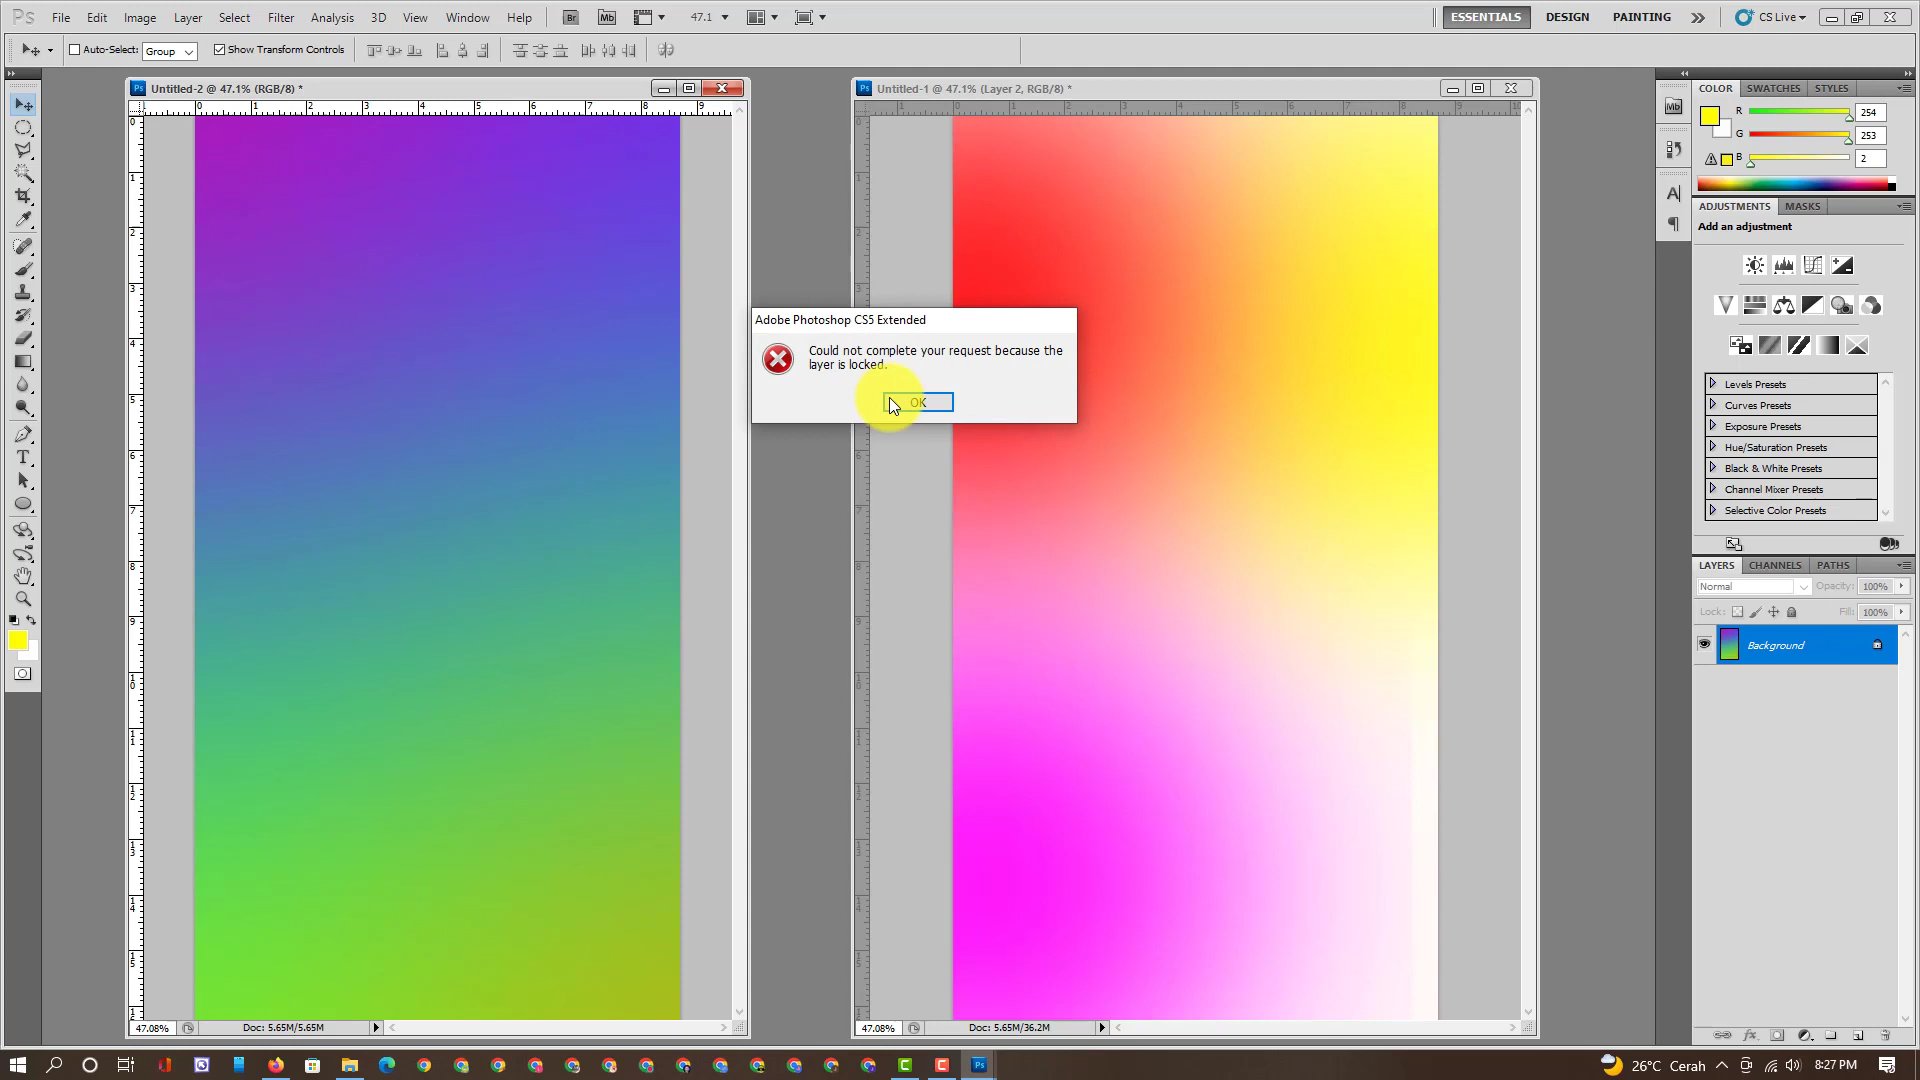 Ps File Edit Image Layer Select Filter Analysis 3D View Window Help Br Mb 47.1 ESSENTIALS DESIGN PAINTING CS Live
Auto-Select: Group Show Transform Controls
Untitled-2 @ 47.1% (RGB/8) *
Untitled-1 @ 47.1% (Layer 2, RGB/8) *
COLOR SWATCHES STYLES
R 254
G 253
B 2
ADJUSTMENTS MASKS
Add an adjustment
Adobe Photoshop CS5 Extended
Could not complete your request because the
layer is locked.
OK
Levels Presets
Curves Presets
Exposure Presets
Hue/Saturation Presets
Black & White Presets
Channel Mixer Presets
Selective Color Presets
LAYERS CHANNELS PATHS
Normal Opacity: 100%
Lock: Fill: 100%
Background
47.08% Doc: 5.65M/5.65M
47.08% Doc: 5.65M/36.2M
26°C Cerah 8:27 PM